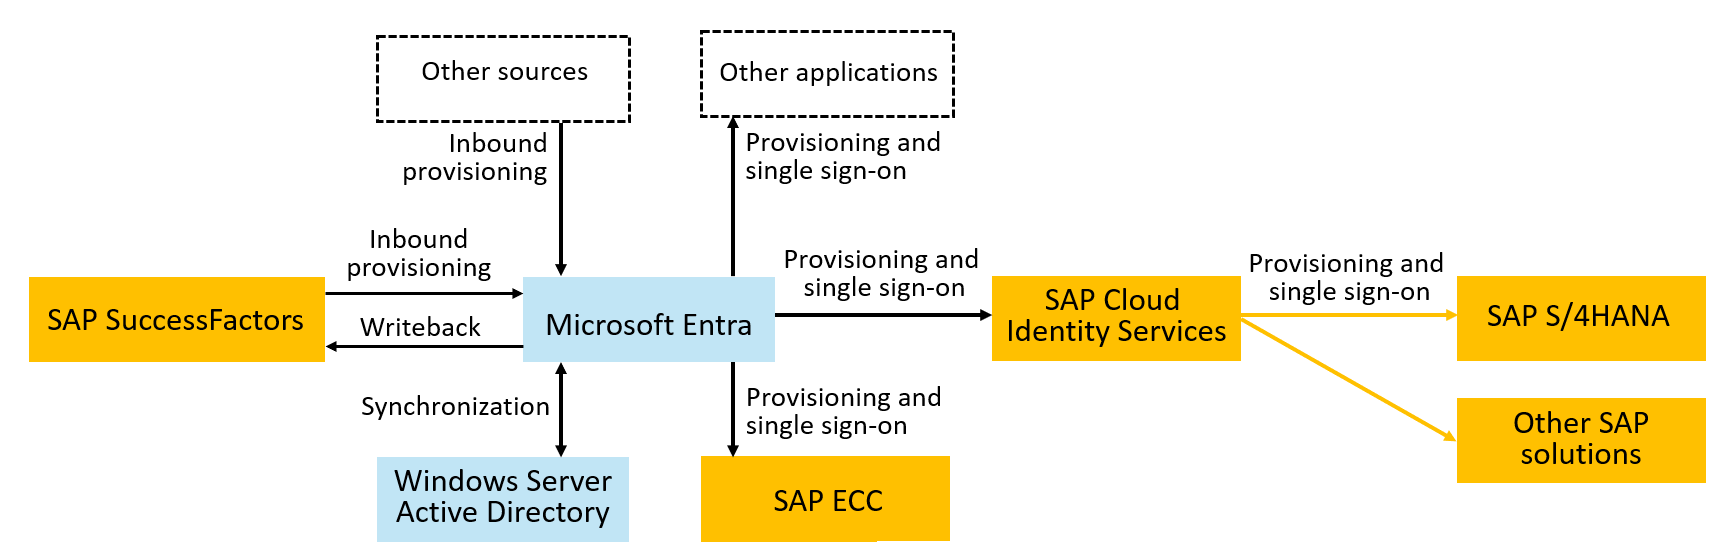 Other sources
Other applications
Inbound
provisioning
Provisioning and
single sign-on
Inbound
provisioning
Provisioning and
single sign-on
Provisioning and
single sign-on
SAP SuccessFactors
Writeback
Microsoft Entra
SAP Cloud
Identity Services
SAP S/4HANA
Synchronization
Provisioning and
single sign-on
Other SAP
solutions
Windows Server
Active Directory
SAP ECC